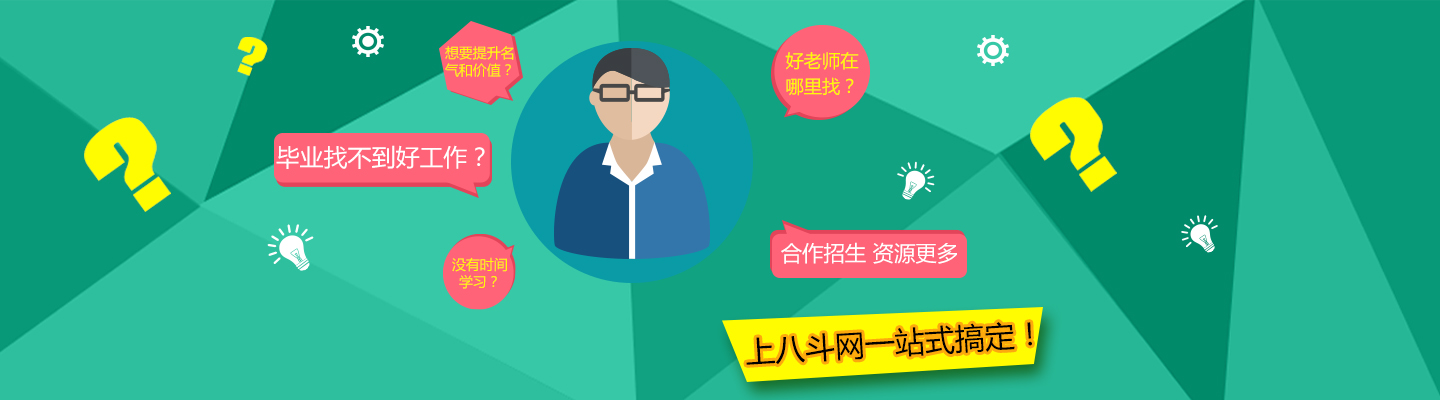 想要提升名
气和价值？
好老师在
哪里找？
毕业找不到好工作？
没有时间
学习？
合作招生 资源更多
上八斗网一站式搞定！